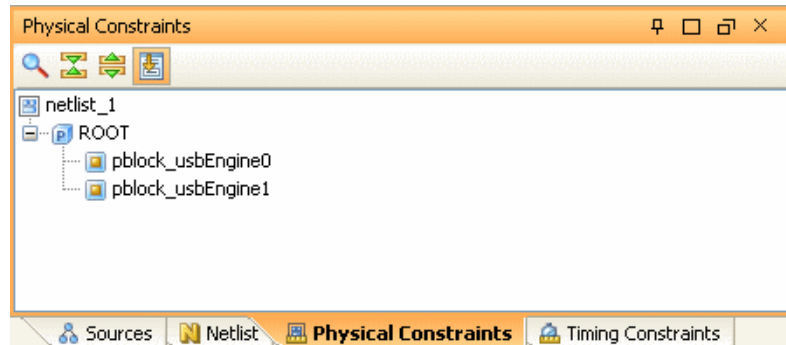 Physical Constraints
netlist_1
ROOT
pblock_usbEngine0
pblock_usbEngine1
Sources Netlist Physical Constraints Timing Constraints